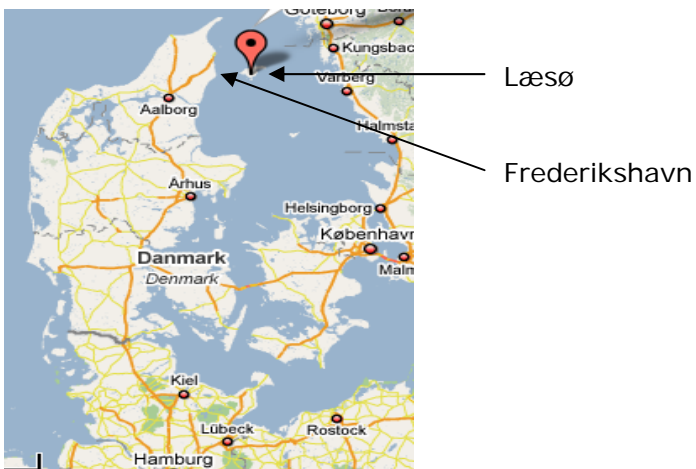 Göteborg
Kungsbac
Læsø
Varberg
Aalborg
Halmsta
Frederikshavn
Århus
Helsingborg
København
Danmark
Malm
Denmark
Kiel
Lübeck
Rostock
Hamburg